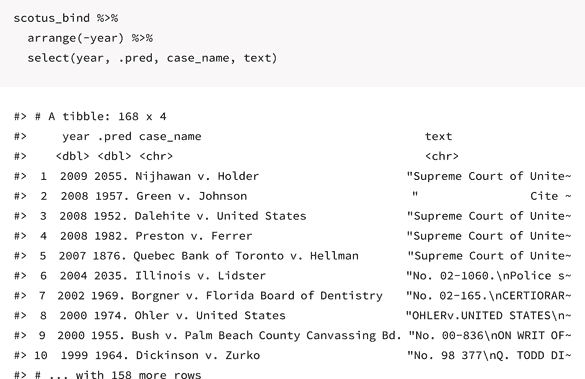 scotus_bind %>%
  arrange(-year) %>%
  select(year, .pred, case_name, text)
#> # A tibble: 168 x 4
#>     year .pred case_name                                 text
#>    <dbl> <dbl> <chr>                                     <chr>
#>  1  2009 2055. Nijhawan v. Holder                     "Supreme Court of Unite~
#>  2  2008 1957. Green v. Johnson                        "               Cite ~
#>  3  2008 1952. Dalehite v. United States              "Supreme Court of Unite~
#>  4  2008 1982. Preston v. Ferrer                      "Supreme Court of Unite~
#>  5  2007 1876. Quebec Bank of Toronto v. Hellman      "Supreme Court of Unite~
#>  6  2004 2035. Illinois v. Lidster                    "No. 02-1060.\nPolice s~
#>  7  2002 1969. Borgner v. Florida Board of Dentistry  "No. 02-165.\nCERTIORAR~
#>  8  2000 1974. Ohler v. United States                 "OHLERv.UNITED STATES\n~
#>  9  2000 1955. Bush v. Palm Beach County Canvassing Bd. "No. 00-836\nON WRIT OF~
#> 10  1999 1964. Dickinson v. Zurko                     "No. 98 377\nQ. TODD DI~
#> # ... with 158 more rows